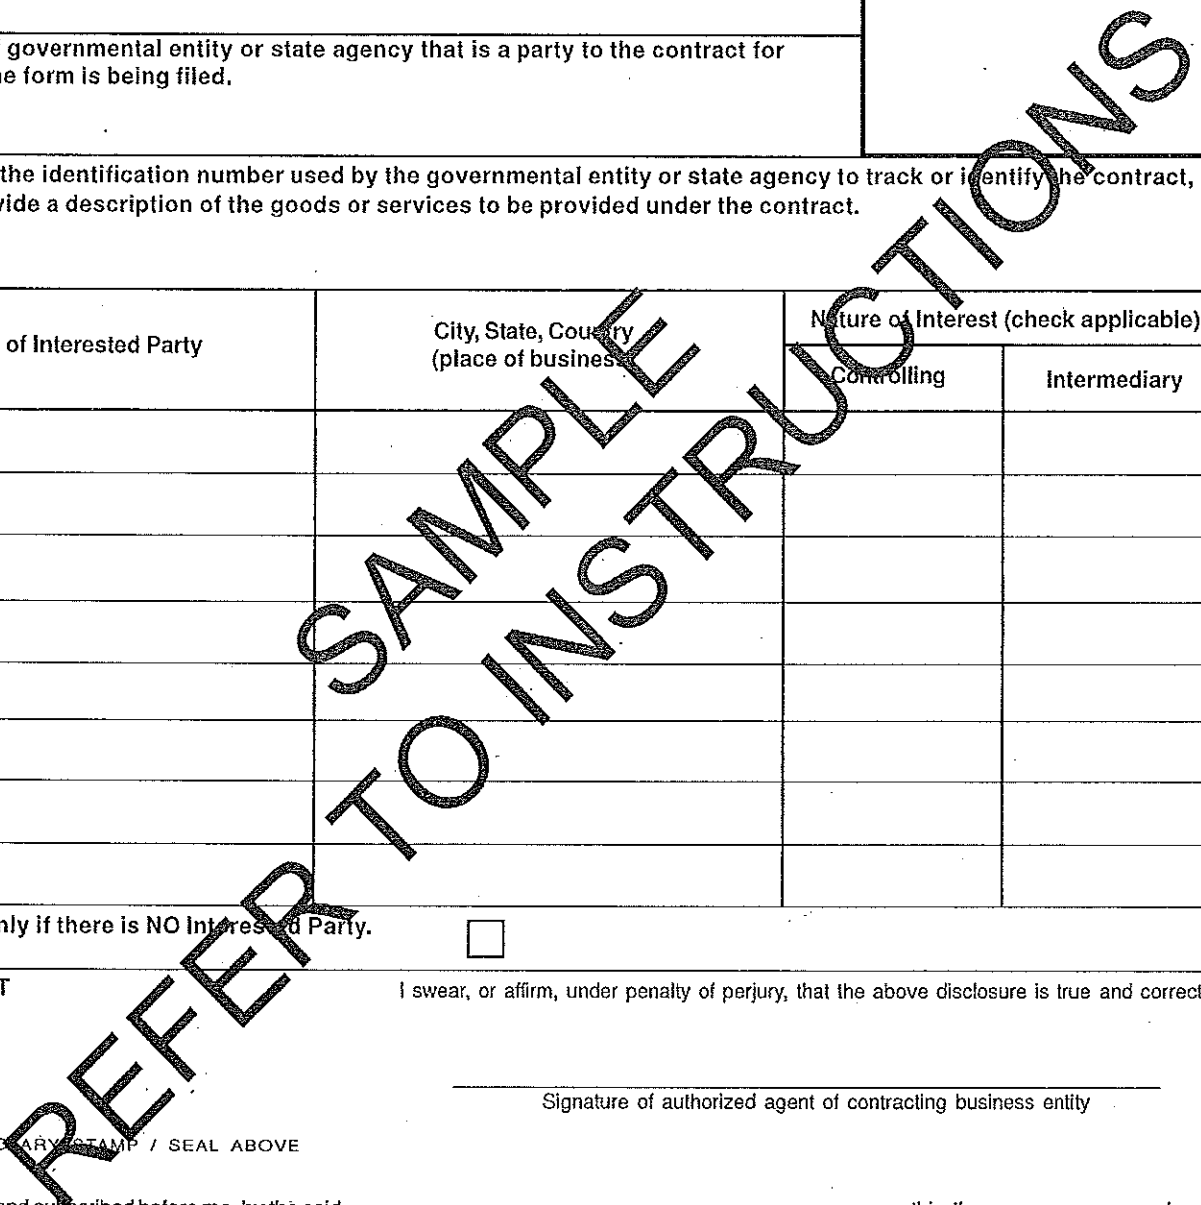 governmental entity or state agency that is a party to the contract for
form is being filed.
the identification number used by the governmental entity or state agency to track or identify the contract,
a description of the goods or services to be provided under the contract.
of Interested Party
City, State, Country
(place of business)
Nature of Interest (check applicable)
Controlling
Intermediary
SAMPLE
REFER TO INSTRUCTIONS
if there is NO Interested Party.
T
I swear, or affirm, under penalty of perjury, that the above disclosure is true and correct
Signature of authorized agent of contracting business entity
STAMP / SEAL ABOVE